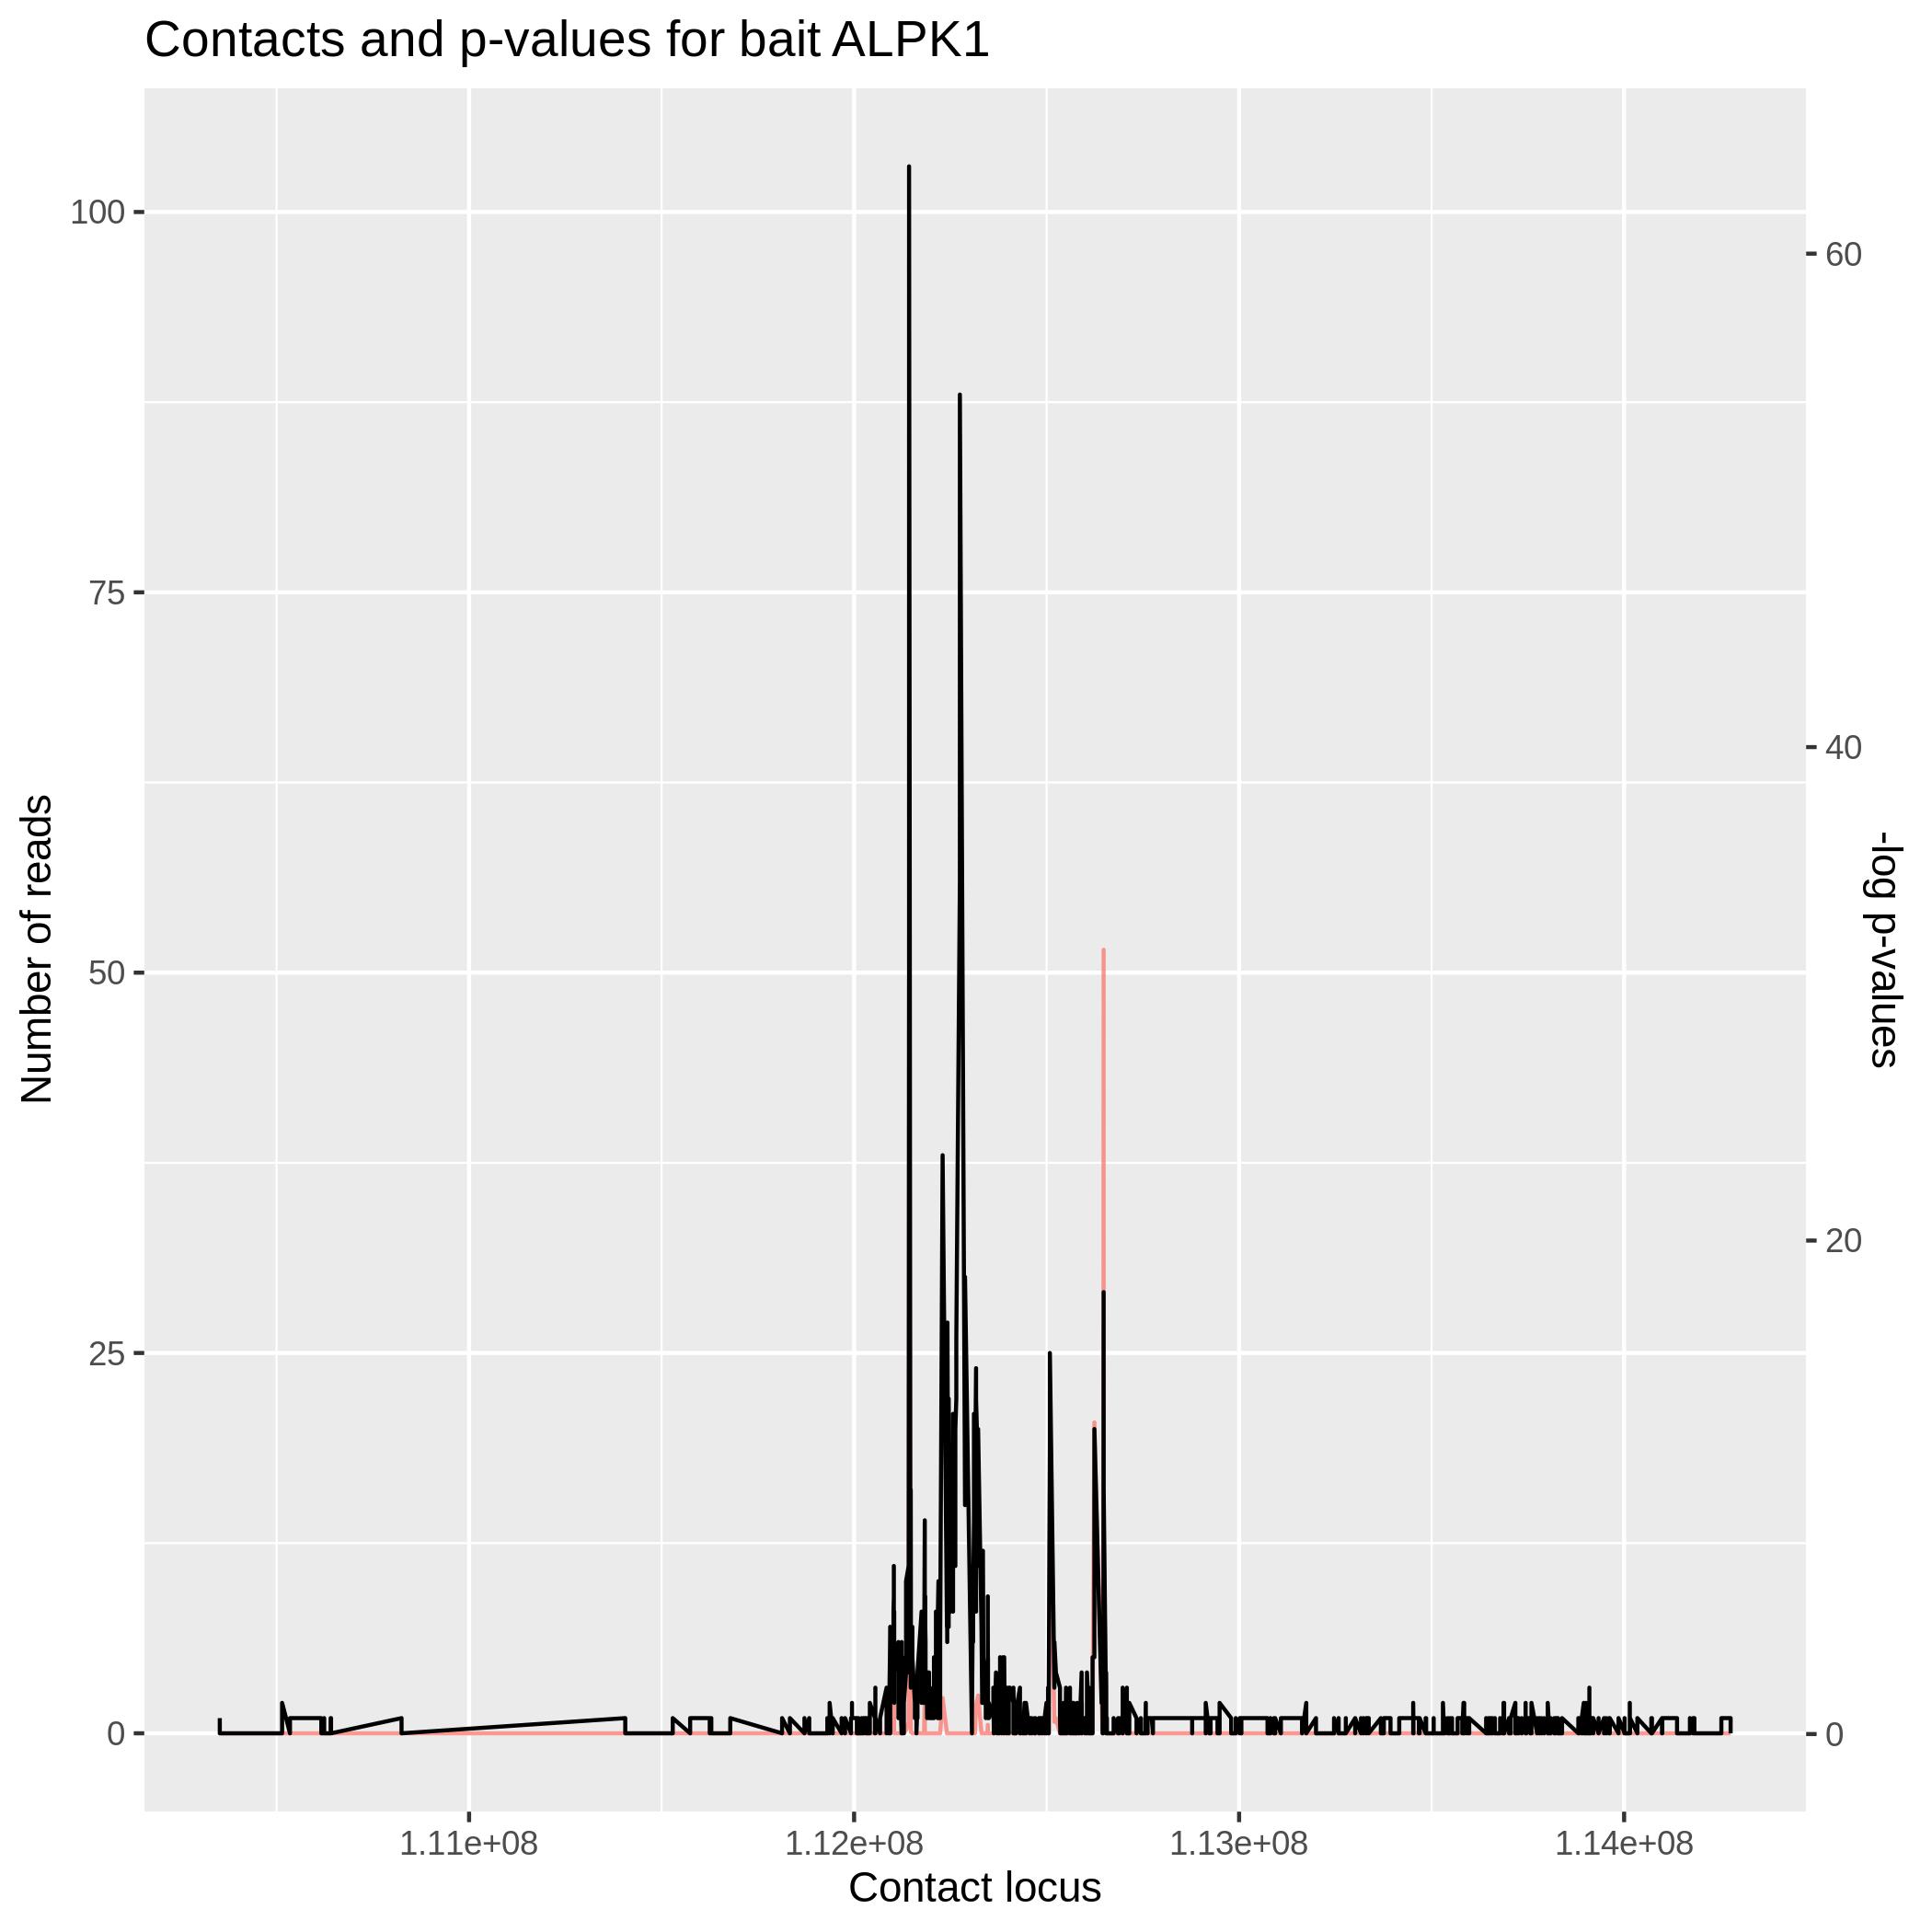 Contacts and p-values for bait ALPK1
100
75
50
25
0
Number of reads
60
40
20
0
-log p-values
1.11e+08
1.12e+08
1.13e+08
1.14e+08
Contact locus